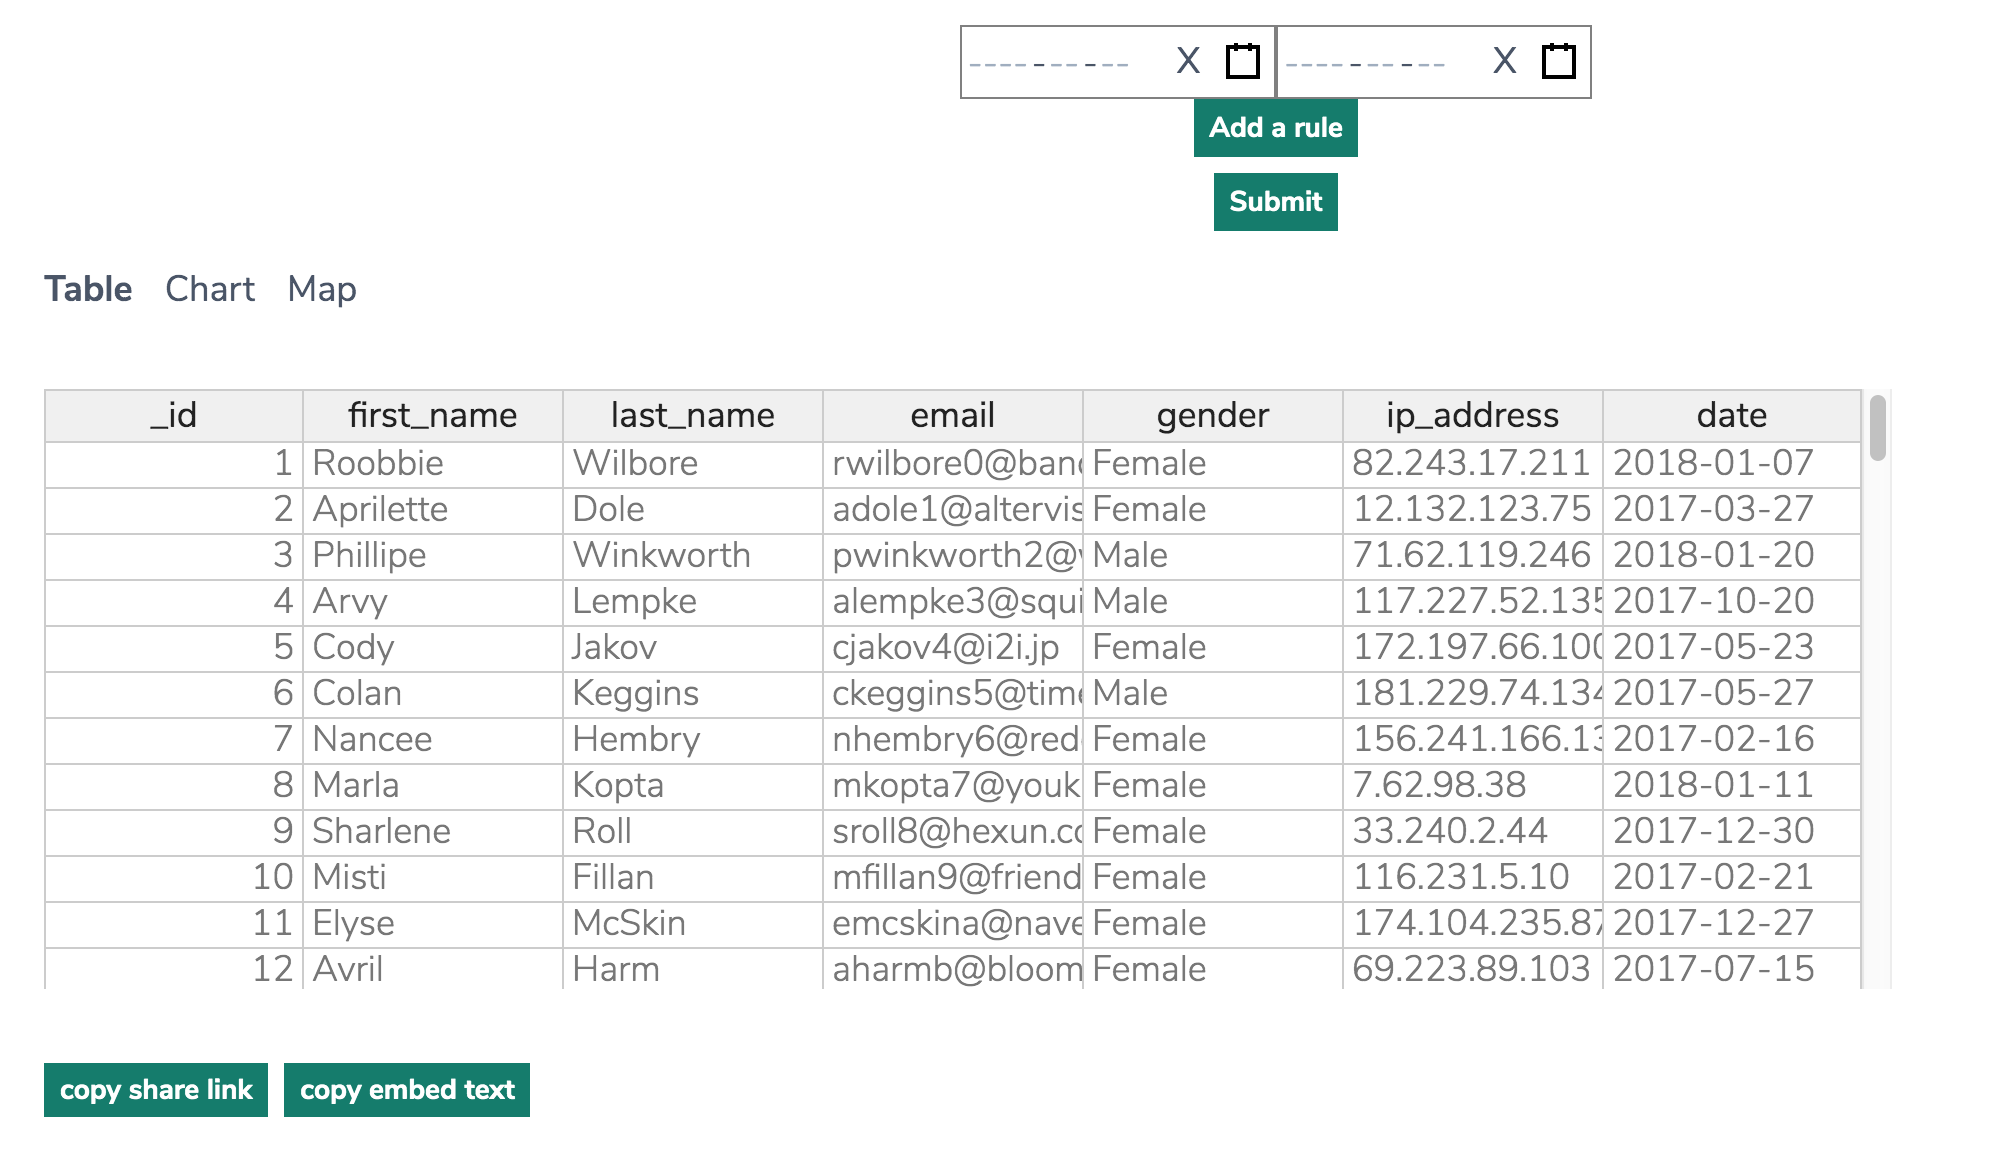 ---------­-- X ----------­-- X
Add a rule
Submit
Table Chart Map
_id first_name last_name email gender ip_address date
1 Roobbie Wilbore rwilbore0@ban Female 82.243.17.211 2018-01-07
2 Aprilette Dole adole1@altervis Female 12.132.123.75 2017-03-27
3 Phillipe Winkworth pwinkworth2@ Male 71.62.119.246 2018-01-20
4 Arvy Lempke alempke3@squi Male 117.227.52.135 2017-10-20
5 Cody Jakov cjakov4@i2i.jp Female 172.197.66.100 2017-05-23
6 Colan Keggins ckeggins5@time Male 181.229.74.134 2017-05-27
7 Nancee Hembry nhembry6@red Female 156.241.166.13 2017-02-16
8 Marla Kopta mkopta7@youk Female 7.62.98.38 2018-01-11
9 Sharlene Roll sroll8@hexun.co Female 33.240.2.44 2017-12-30
10 Misti Fillan mfillan9@friend Female 116.231.5.10 2017-02-21
11 Elyse McSkin emcskina@nave Female 174.104.235.87 2017-12-27
12 Avril Harm aharmb@bloom Female 69.223.89.103 2017-07-15
copy share link copy embed text